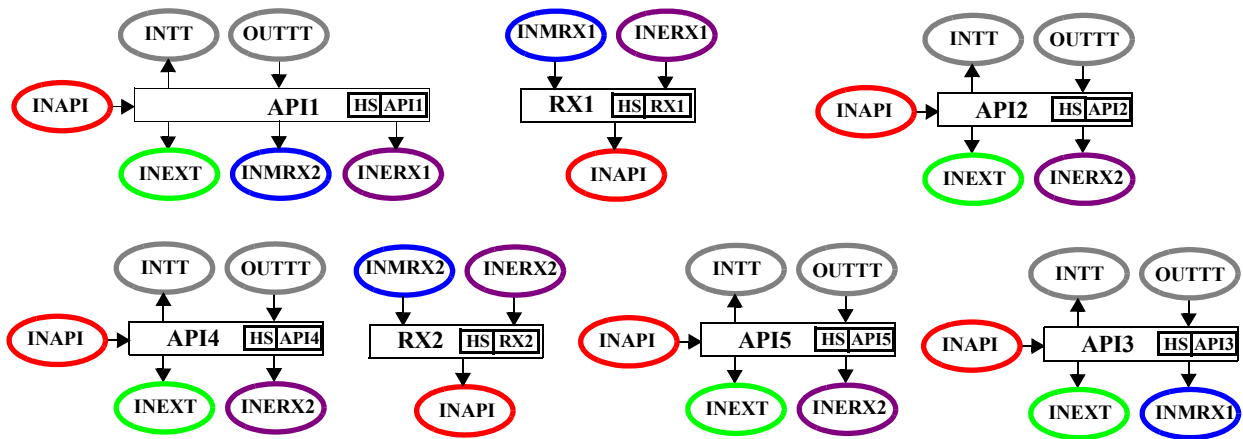 INTT OUTTT INMRX1 INERX1 INTT OUTTT
INAPI API1 HS API1 RX1 HS RX1 INAPI API2 HS API2
INEXT INMRX2 INERX1 INAPI INEXT INERX2
INTT OUTTT INMRX2 INERX2 INTT OUTTT INTT OUTTT
INAPI API4 HS API4 RX2 HS RX2 INAPI API5 HS API5 INAPI API3 HS API3
INEXT INERX2 INAPI INEXT INERX2 INEXT INMRX1